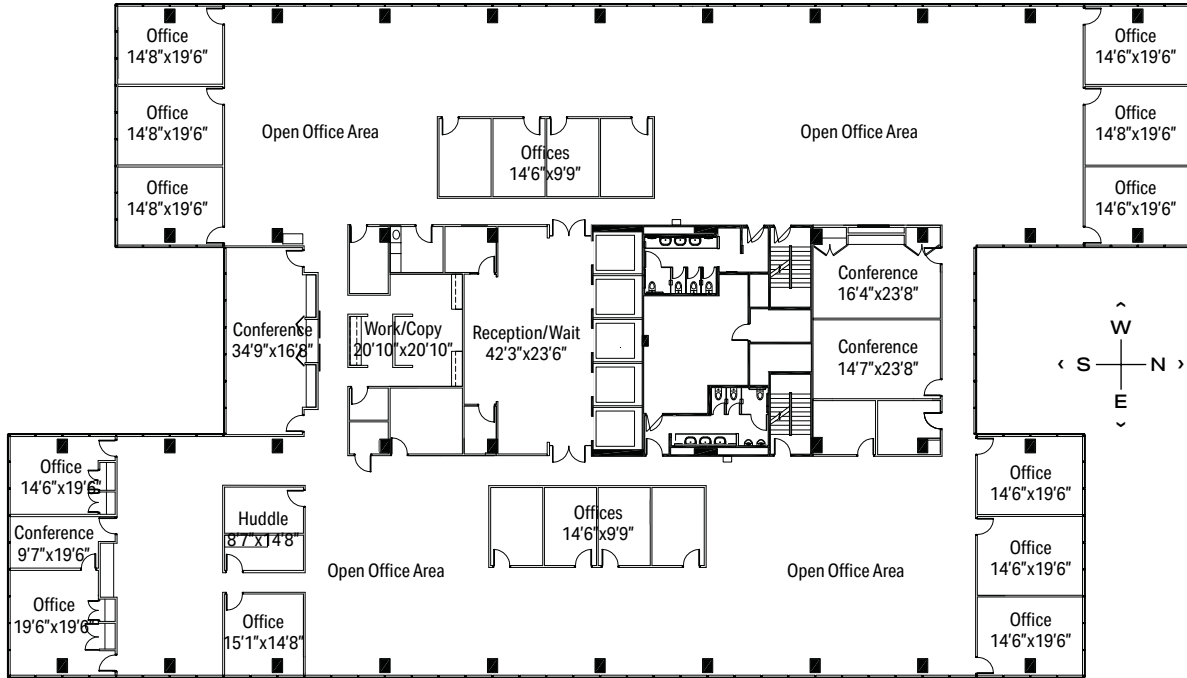 Office
14'8"x19'6"
Office
14'6"x19'6"
Office
14'8"x19'6"
Open Office Area
Offices
14'6"x9'9"
Open Office Area
Office
14'8"x19'6"
Office
14'8"x19'6"
Office
14'6"x19'6"
Conference
16'4"x23'8"
Conference
34'9"x16'8"
Work/Copy
20'10"x20'10"
Reception/Wait
42'3"x23'6"
Conference
14'7"x23'8"
W
S
N
E
Office
14'6"x19'6"
Office
14'6"x19'6"
Conference
9'7"x19'6"
Huddle
8'7"x14'8"
Offices
14'6"x9'9"
Office
14'6"x19'6"
Open Office Area
Open Office Area
Office
19'6"x19'6"
Office
15'1"x14'8"
Office
14'6"x19'6"